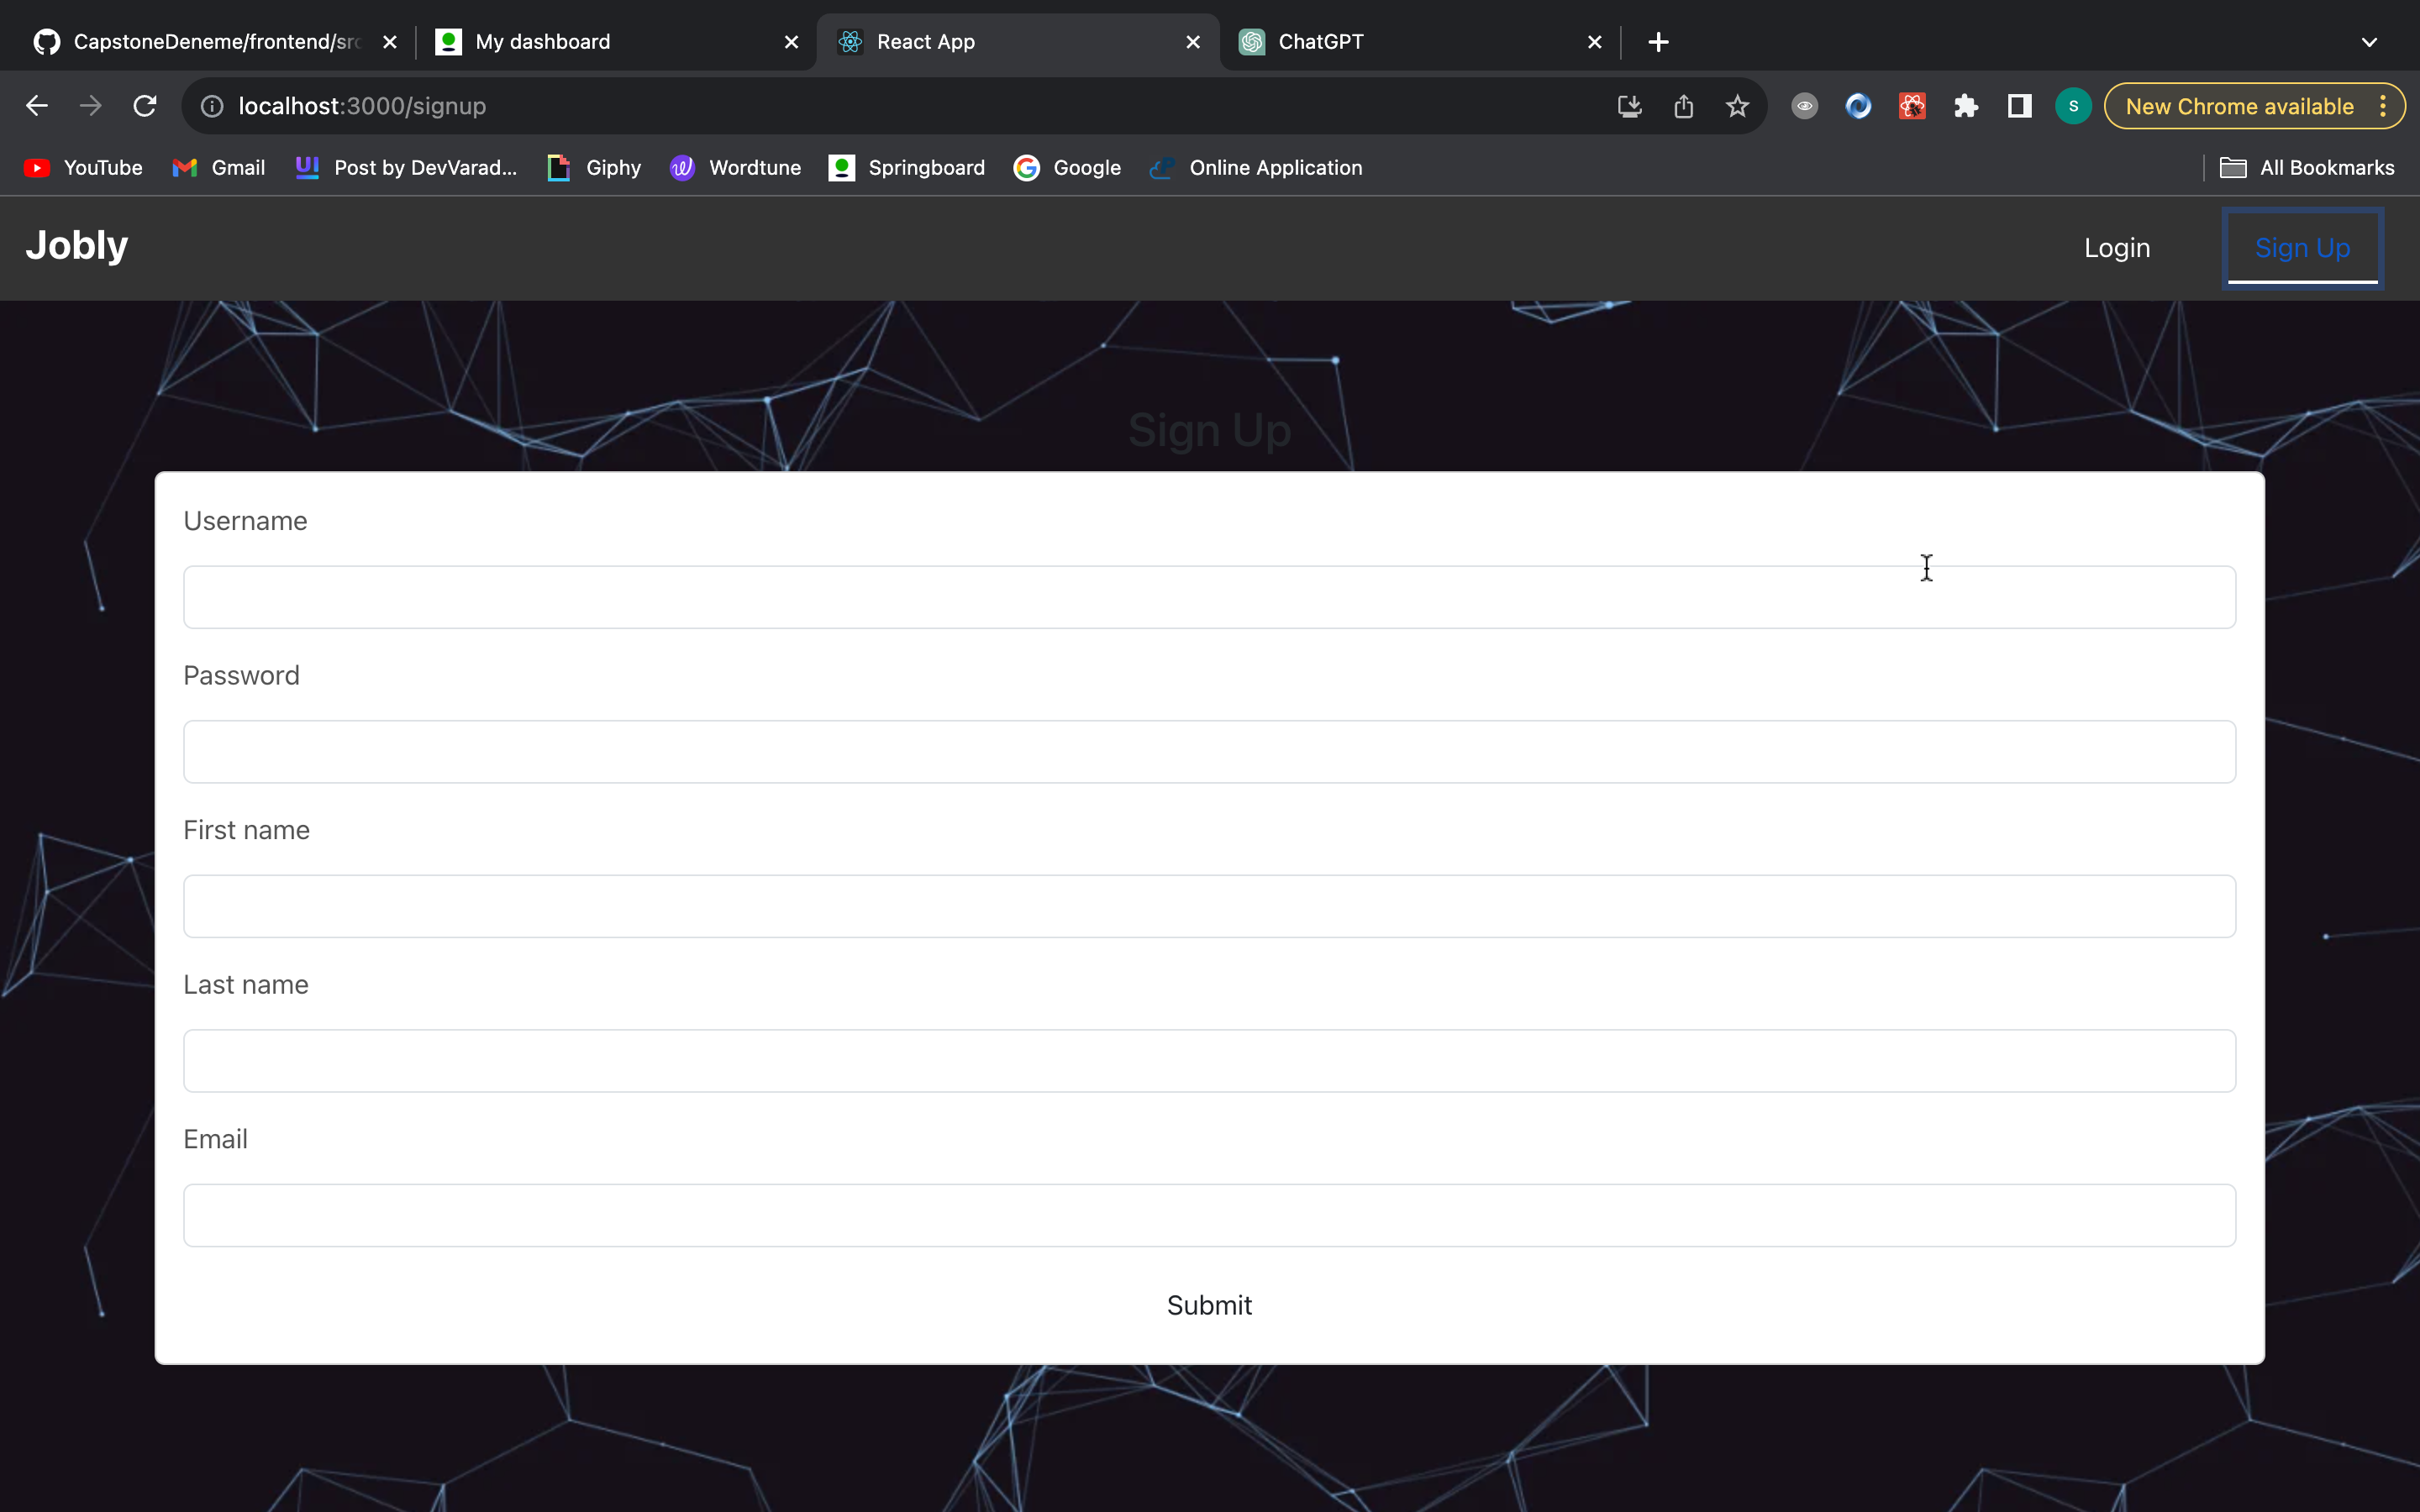 CapstoneDeneme/frontend/src
My dashboard
React App
ChatGPT
localhost:3000/signup
S
New Chrome available
YouTube
Gmail
Post by DevVarad...
Giphy
Wordtune
Springboard
Google
Online Application
All Bookmarks
Jobly
Login
Sign Up
Sign Up
Username
Password
First name
Last name
Email
Submit